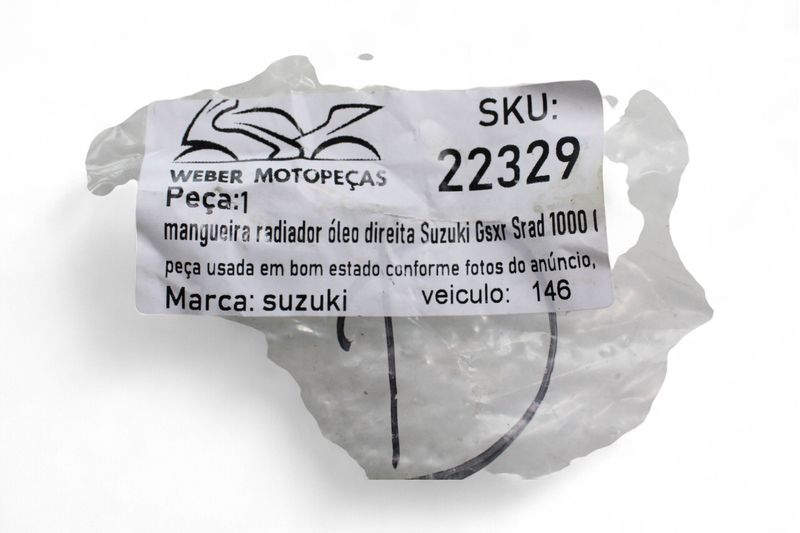 WEBER MOTOPEÇAS
SKU:
22329
Peça:1
mangueira radiador óleo direita Suzuki Gsxr Srad 1000
peça usada em bom estado conforme fotos do anúncio,
Marca: suzuki
veiculo: 146